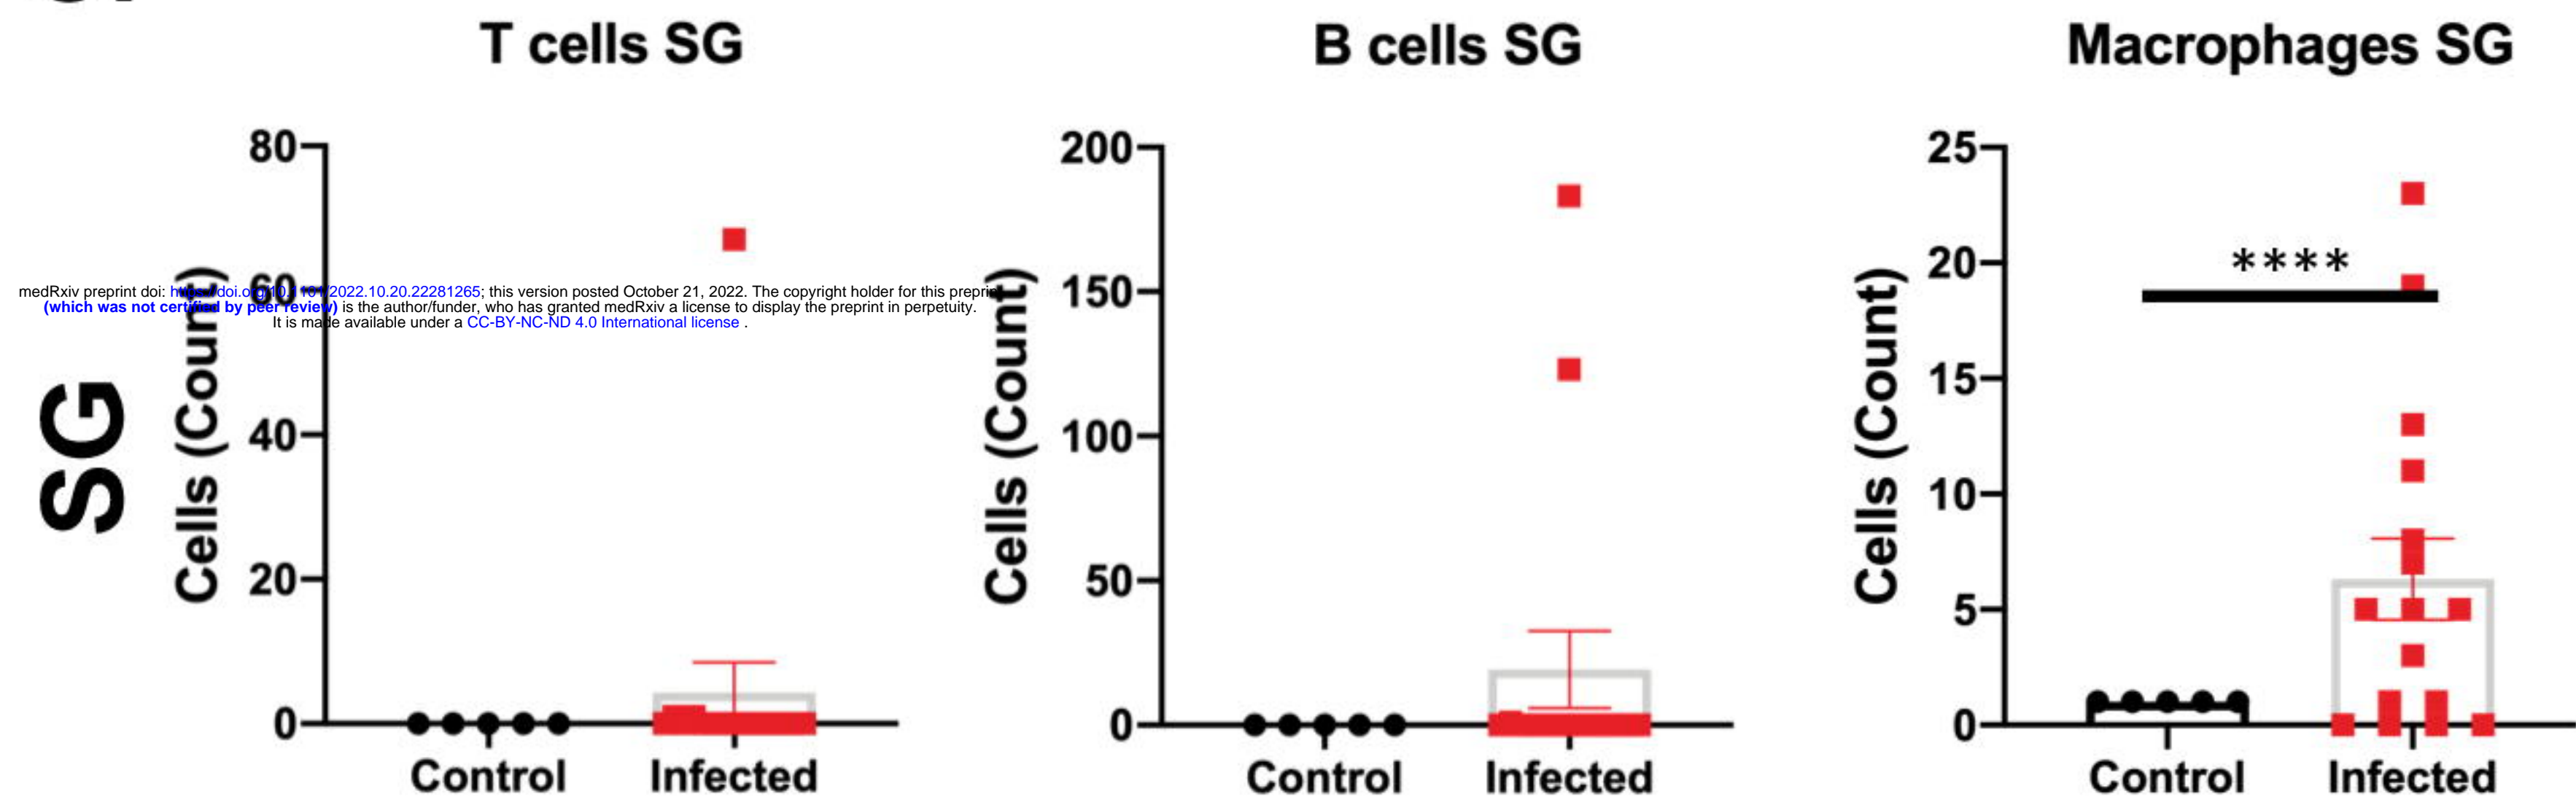 T cells SG
B cells SG
Macrophages SG
80
60
40
20
0
Cells (Count)
Control
Infected
200
150
100
50
0
Cells (Count)
Control
Infected
25
20
15
10
5
0
Cells (Count)
****
Control
Infected
SG
medRxiv preprint doi: https://doi.org/10.1101/2022.10.20.22281265; this version posted October 21, 2022. The copyright holder for this preprint
(which was not certified by peer review) is the author/funder, who has granted medRxiv a license to display the preprint in perpetuity.
It is made available under a CC-BY-NC-ND 4.0 International license .